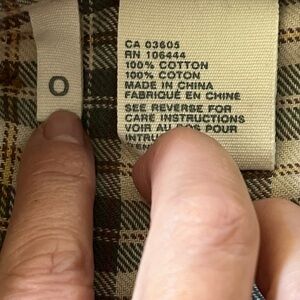 O
CA 03605
RN 106444
100% COTTON
100% COTON
MADE IN CHINA
FABRIQUÉ EN CHINE
SEE REVERSE FOR
CARE INSTRUCTIONS
VOIR AU DOS POUR